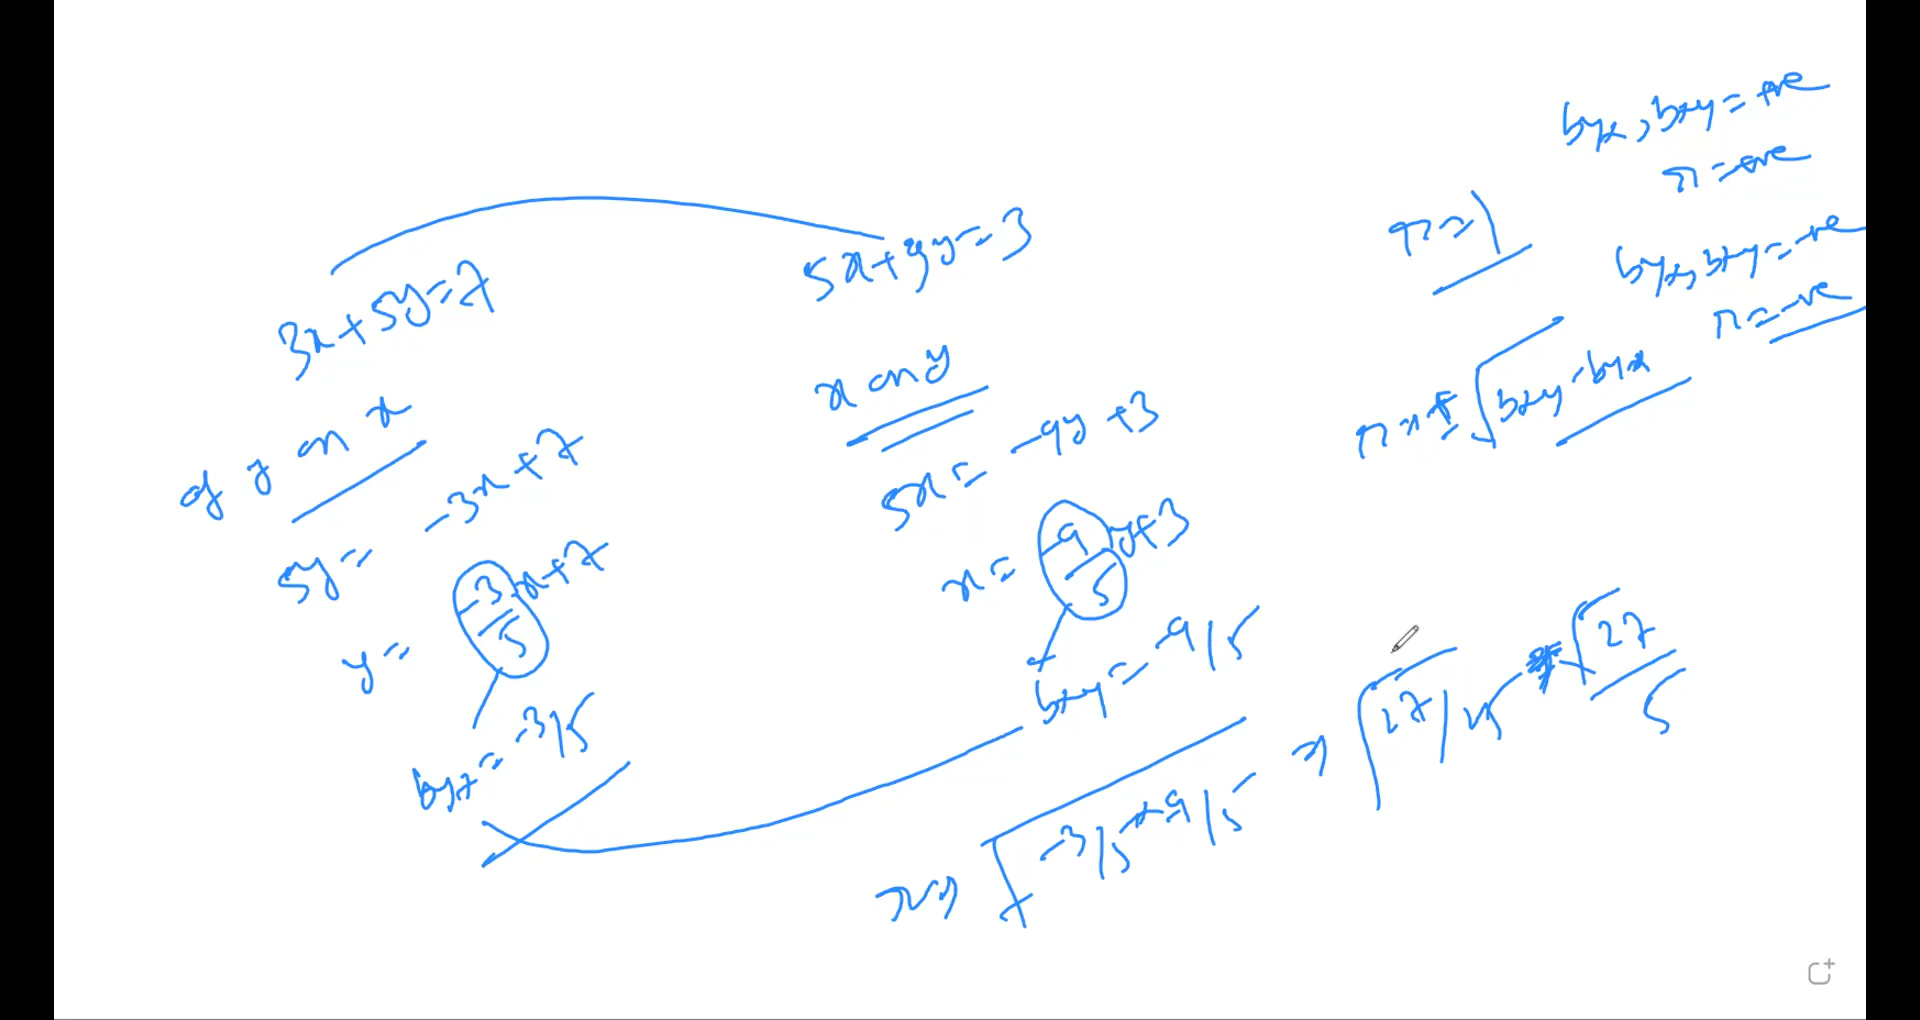 3x+5y=7
of y on x
5y= -3x+7
y= -3/5 x+7
byx = -3/5
5x+9y=3
x on y
5x = -9y+3
x = 9/5 y+3
bxy = -9/5
r ⇒ √-3/5 × -9/5 ⇒ √27/25 = √27/5
byx, bxy = +ve
r = +ve
byx, bxy = -ve
r = -ve
r = ± √bxy · byx